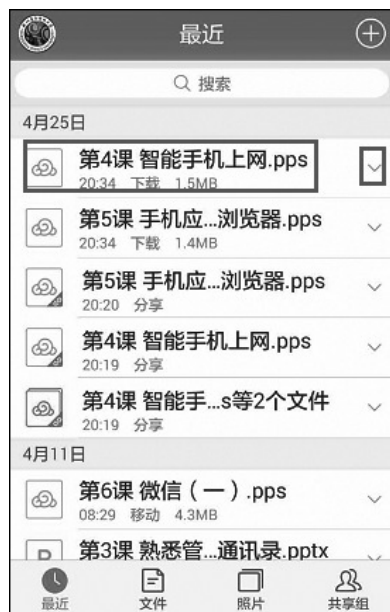 最近
搜索
4月25日
第4课 智能手机上网.pps
20:34 下载 1.5MB
第5课 手机应...浏览器.pps
20:34 下载 1.4MB
第5课 手机应...浏览器.pps
20:20 分享
第4课 智能手机上网.pps
20:19 分享
第4课 智能手...s等2个文件
20:19 分享
4月11日
第6课 微信（一）.pps
08:29 移动 4.3MB
第3课 熟悉管...通讯录.pptx
最近 文件 照片 共享组